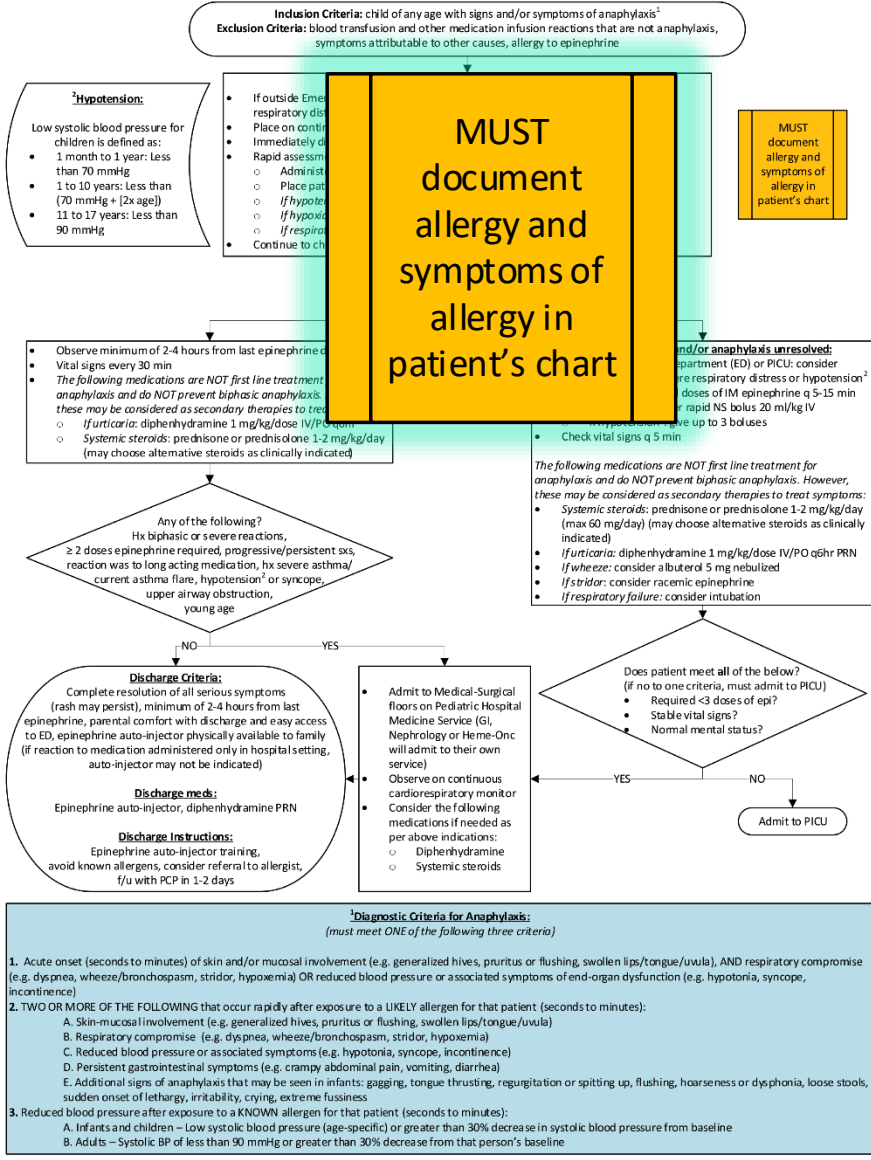 Inclusion Criteria: child of any age with signs and/or symptoms of anaphylaxis¹
Exclusion Criteria: blood transfusion and other medication infusion reactions that are not anaphylaxis,
symptoms attributable to other causes, allergy to epinephrine
²Hypotension:
Low systolic blood pressure for
children is defined as:
• 1 month to 1 year: Less
than 70 mmHg
• 1 to 10 years: Less than
(70 mmHg + [2x age])
• 11 to 17 years: Less than
90 mmHg
• If outside
respiratory
• Place on
• Immediately
• Rapid
o
o Place
o If
o If
o If
• Continue to
MUST
document
allergy and
symptoms of
allergy in
patient's chart
MUST
document
allergy and
symptoms of
allergy in
patient's chart
• Observe minimum of 2-4 hours from last epinephrine
• Vital signs every 30 min
• The following medications are NOT first line treatment
anaphylaxis and do NOT prevent biphasic anaphylaxis.
these may be considered as secondary therapies to
o If urticaria: diphenhydramine 1 mg/kg/dose IV/PO
o Systemic steroids: prednisone or prednisolone 1-2 mg/kg/day
(may choose alternative steroids as clinically indicated)
and/or anaphylaxis unresolved:
(ED) or PICU: consider
respiratory distress or hypotension²
doses of IM epinephrine q 5-15 min
rapid NS bolus 20 ml/kg IV
give up to 3 boluses
• Check vital signs q 5 min
The following medications are NOT first line treatment for
anaphylaxis and do NOT prevent biphasic anaphylaxis. However,
these may be considered as secondary therapies to treat symptoms:
• Systemic steroids: prednisone or prednisolone 1-2 mg/kg/day
(max 60 mg/day) (may choose alternative steroids as clinically
indicated)
• If urticaria: diphenhydramine 1 mg/kg/dose IV/PO q6hr PRN
• If wheeze: consider albuterol 5 mg nebulized
• If stridor: consider racemic epinephrine
• If respiratory failure: consider intubation
Any of the following?
Hx biphasic or severe reactions,
≥ 2 doses epinephrine required, progressive/persistent sxs,
reaction was to long acting medication, hx severe asthma/
current asthma flare, hypotension² or syncope,
upper airway obstruction,
young age
NO
YES
Discharge Criteria:
Complete resolution of all serious symptoms
(rash may persist), minimum of 2-4 hours from last
epinephrine, parental comfort with discharge and easy access
to ED, epinephrine auto-injector physically available to family
(if reaction to medication administered only in hospital setting,
auto-injector may not be indicated)
Discharge meds:
Epinephrine auto-injector, diphenhydramine PRN
Discharge Instructions:
Epinephrine auto-injector training,
avoid known allergens, consider referral to allergist,
f/u with PCP in 1-2 days
• Admit to Medical-Surgical
floors on Pediatric Hospital
Medicine Service (GI,
Nephrology or Heme-Onc
will admit to their own
service)
• Observe on continuous
cardiorespiratory monitor
• Consider the following
medications if needed as
per above indications:
o Diphenhydramine
o Systemic steroids
Does patient meet all of the below?
(if no to one criteria, must admit to PICU)
• Required <3 doses of epi?
• Stable vital signs?
• Normal mental status?
YES
NO
Admit to PICU
¹Diagnostic Criteria for Anaphylaxis:
(must meet ONE of the following three criteria)
1. Acute onset (seconds to minutes) of skin and/or mucosal involvement (e.g. generalized hives, pruritus or flushing, swollen lips/tongue/uvula), AND respiratory compromise
(e.g. dyspnea, wheeze/bronchospasm, stridor, hypoxemia) OR reduced blood pressure or associated symptoms of end-organ dysfunction (e.g. hypotonia, syncope,
incontinence)
2. TWO OR MORE OF THE FOLLOWING that occur rapidly after exposure to a LIKELY allergen for that patient (seconds to minutes):
A. Skin-mucosal involvement (e.g. generalized hives, pruritus or flushing, swollen lips/tongue/uvula)
B. Respiratory compromise (e.g. dyspnea, wheeze/bronchospasm, stridor, hypoxemia)
C. Reduced blood pressure or associated symptoms (e.g. hypotonia, syncope, incontinence)
D. Persistent gastrointestinal symptoms (e.g. crampy abdominal pain, vomiting, diarrhea)
E. Additional signs of anaphylaxis that may be seen in infants: gagging, tongue thrusting, regurgitation or spitting up, flushing, hoarseness or dysphonia, loose stools,
sudden onset of lethargy, irritability, crying, extreme fussiness
3. Reduced blood pressure after exposure to a KNOWN allergen for that patient (seconds to minutes):
A. Infants and children – Low systolic blood pressure (age-specific) or greater than 30% decrease in systolic blood pressure from baseline
B. Adults – Systolic BP of less than 90 mmHg or greater than 30% decrease from that person's baseline